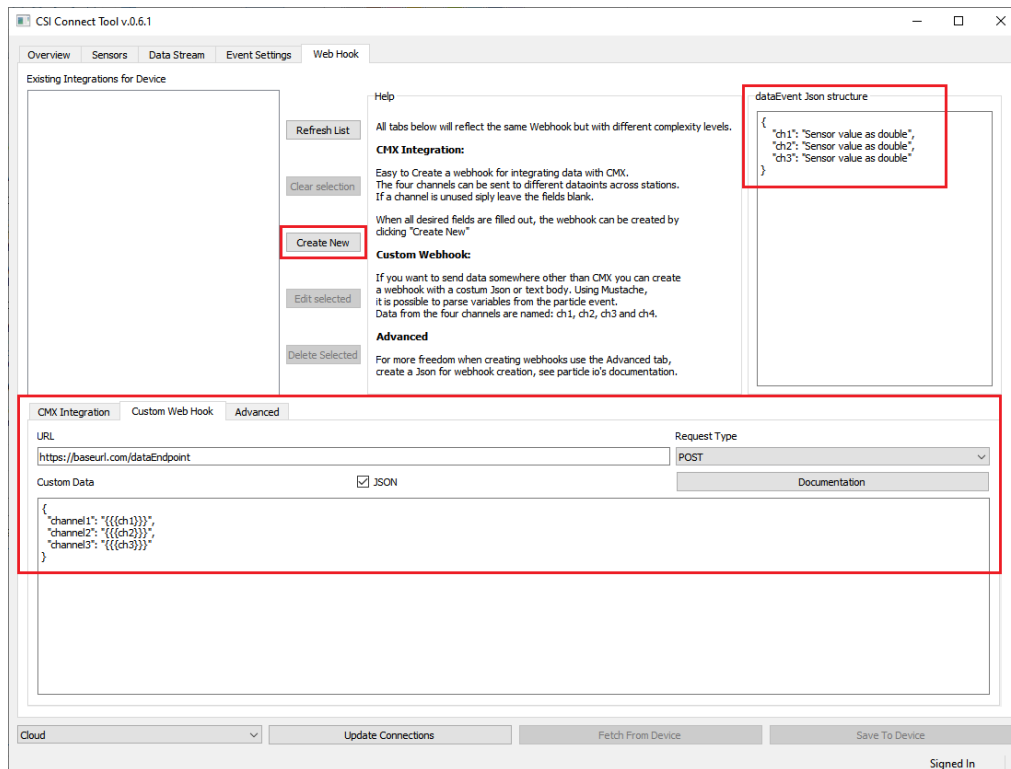 CSI Connect Tool v.0.6.1
Overview Sensors Data Stream Event Settings Web Hook
Existing Integrations for Device
Refresh List
Clear selection
Create New
Edit selected
Delete Selected
Help
All tabs below will reflect the same Webhook but with different complexity levels.
CMX Integration:
Easy to Create a webhook for integrating data with CMX.
The four channels can be sent to different dataoints across stations.
If a channel is unused siply leave the fields blank.
When all desired fields are filled out, the webhook can be created by
clicking "Create New"
Custom Webhook:
If you want to send data somewhere other than CMX you can create
a webhook with a costum Json or text body. Using Mustache,
it is possible to parse variables from the particle event.
Data from the four channels are named: ch1, ch2, ch3 and ch4.
Advanced
For more freedom when creating webhooks use the Advanced tab,
create a Json for webhook creation, see particle io's documentation.
dataEvent Json structure
{
"ch1": "Sensor value as double",
"ch2": "Sensor value as double",
"ch3": "Sensor value as double"
}
CMX Integration Custom Web Hook Advanced
URL Request Type
https://baseurl.com/dataEndpoint POST
Custom Data JSON Documentation
{
"channel1": "{{{ch1}}}",
"channel2": "{{{ch2}}}",
"channel3": "{{{ch3}}}"
}
Cloud Update Connections Fetch From Device Save To Device
Signed In